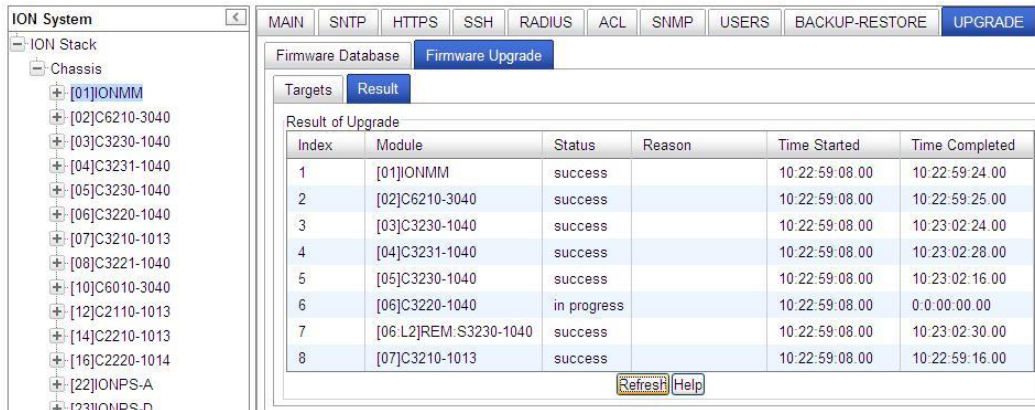 ION System
<
ION Stack
Chassis
[01]IONMM
[02]C6210-3040
[03]C3230-1040
[04]C3231-1040
[05]C3230-1040
[06]C3220-1040
[07]C3210-1013
[08]C3221-1040
[10]C6010-3040
[12]C2110-1013
[14]C2210-1013
[16]C2220-1014
[22]IONPS-A
[23]IONPS-D
MAIN SNTP HTTPS SSH RADIUS ACL SNMP USERS BACKUP-RESTORE UPGRADE
Firmware Database Firmware Upgrade
Targets Result
Result of Upgrade
Index Module Status Reason Time Started Time Completed
1 [01]IONMM success 10:22:59:08.00 10:22:59:24.00
2 [02]C6210-3040 success 10:22:59:08.00 10:22:59:25.00
3 [03]C3230-1040 success 10:22:59:08.00 10:23:02:24.00
4 [04]C3231-1040 success 10:22:59:08.00 10:23:02:28.00
5 [05]C3230-1040 success 10:22:59:08.00 10:23:02:16.00
6 [06]C3220-1040 in progress 10:22:59:08.00 0:0:00:00.00
7 [06:L2]REM:S3230-1040 success 10:22:59:08.00 10:23:02:30.00
8 [07]C3210-1013 success 10:22:59:08.00 10:22:59:16.00
Refresh Help